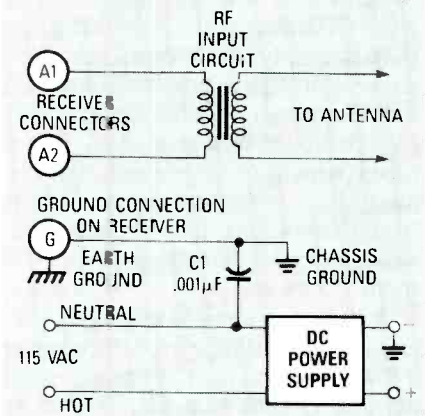 RF
INPUT
CIRCUIT
A1
RECEIVER
CONNECTORS
A2
TO ANTENNA
GROUND CONNECTION
ON RECEIVER
G
EARTH
GROUND
C1
.001µF
CHASSIS
GROUND
NEUTRAL
115 VAC
HOT
DC
POWER
SUPPLY
-
+